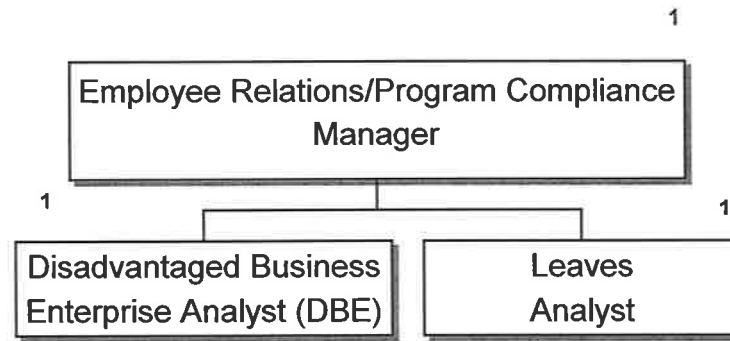 1
Employee Relations/Program Compliance
Manager
1
1
Disadvantaged Business
Enterprise Analyst (DBE)
Leaves
Analyst